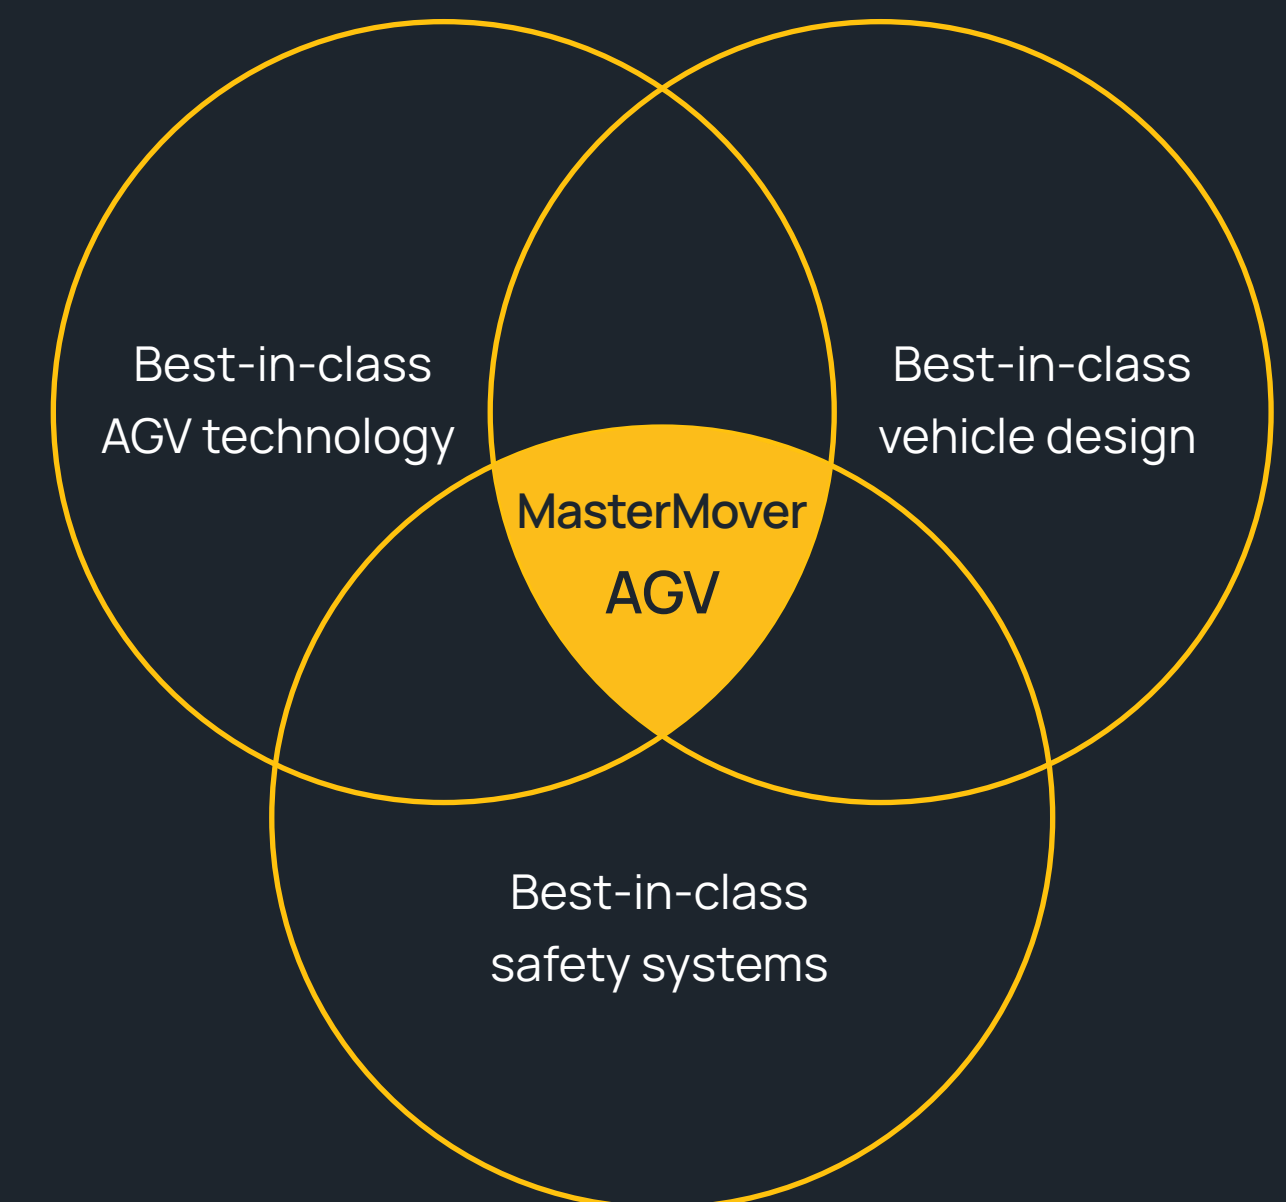 Best-in-class
AGV technology
Best-in-class
vehicle design
MasterMover
AGV
Best-in-class
safety systems